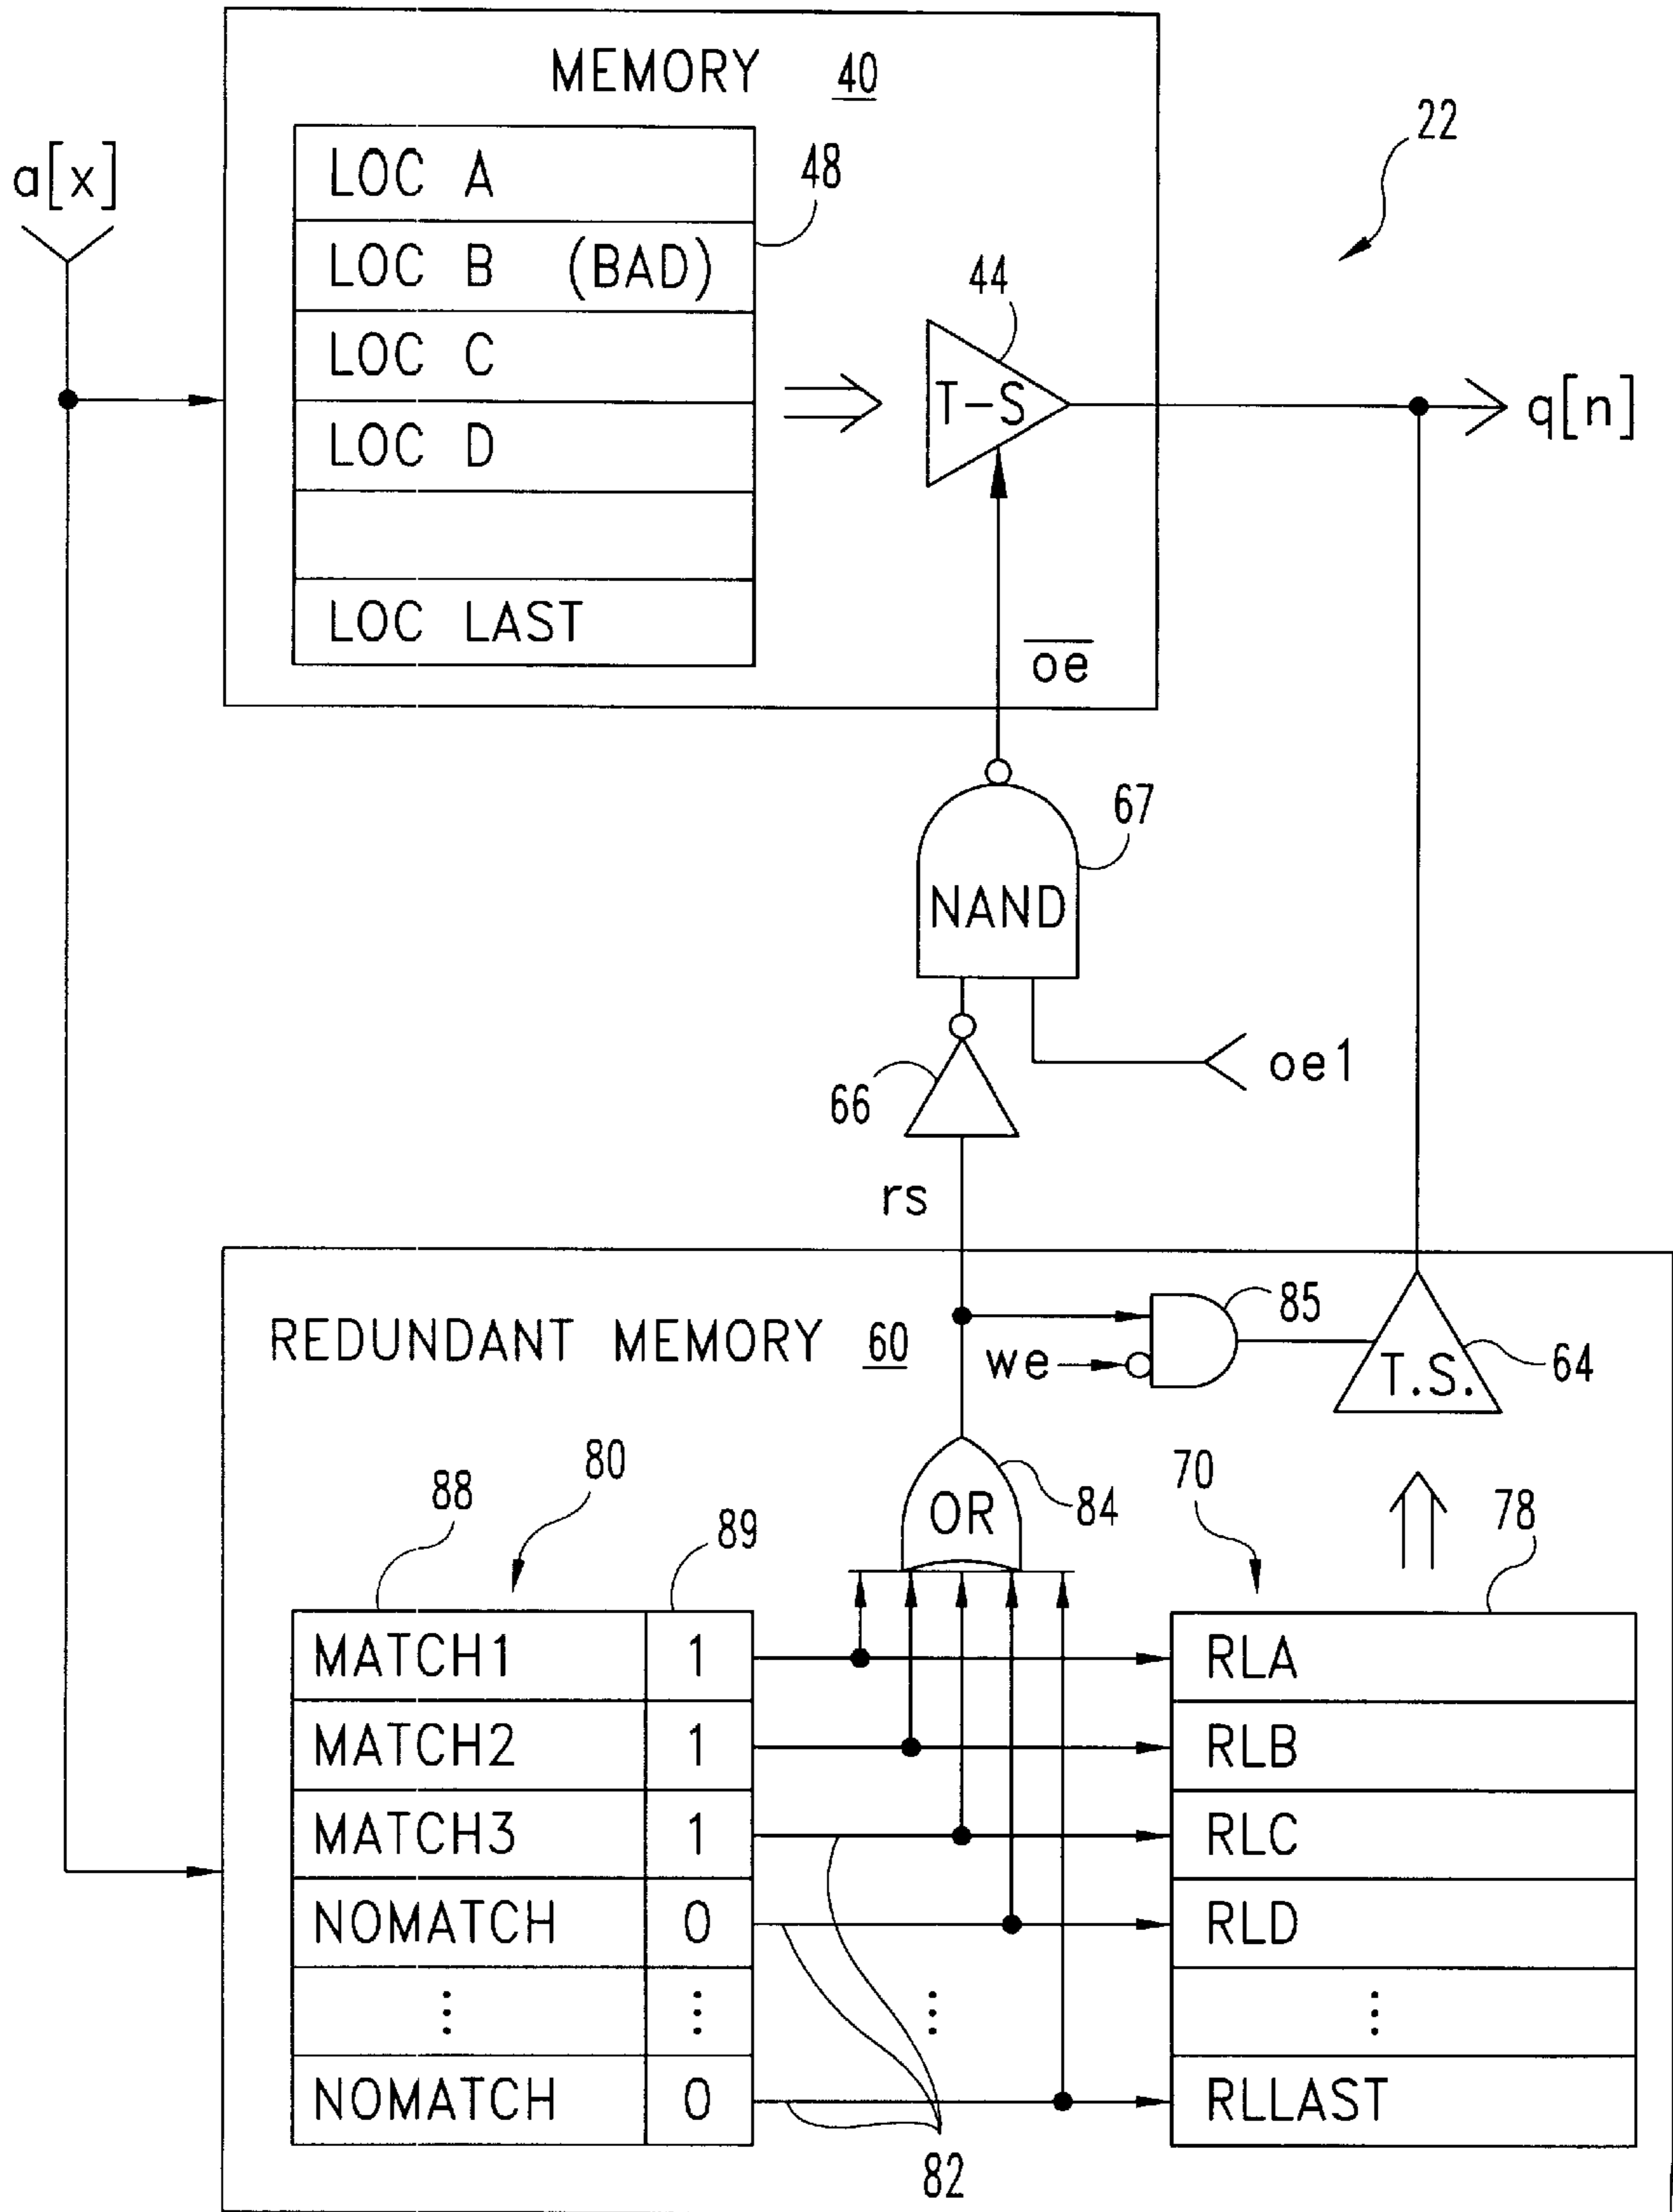 MEMORY 40
22
a[x]
LOC A
48
LOC B (BAD)
44
LOC C
T-S
q[n]
LOC D
LOC LAST
oe
67
NAND
oe1
66
rs
85
REDUNDANT MEMORY 60
we
64
T.S.
80
70
88
84
OR
78
89
MATCH1 1 RLA
MATCH2 1 RLB
MATCH3 1 RLC
NOMATCH 0 RLD
⋮ ⋮ ⋮ ⋮
NOMATCH 0 RLLAST
82